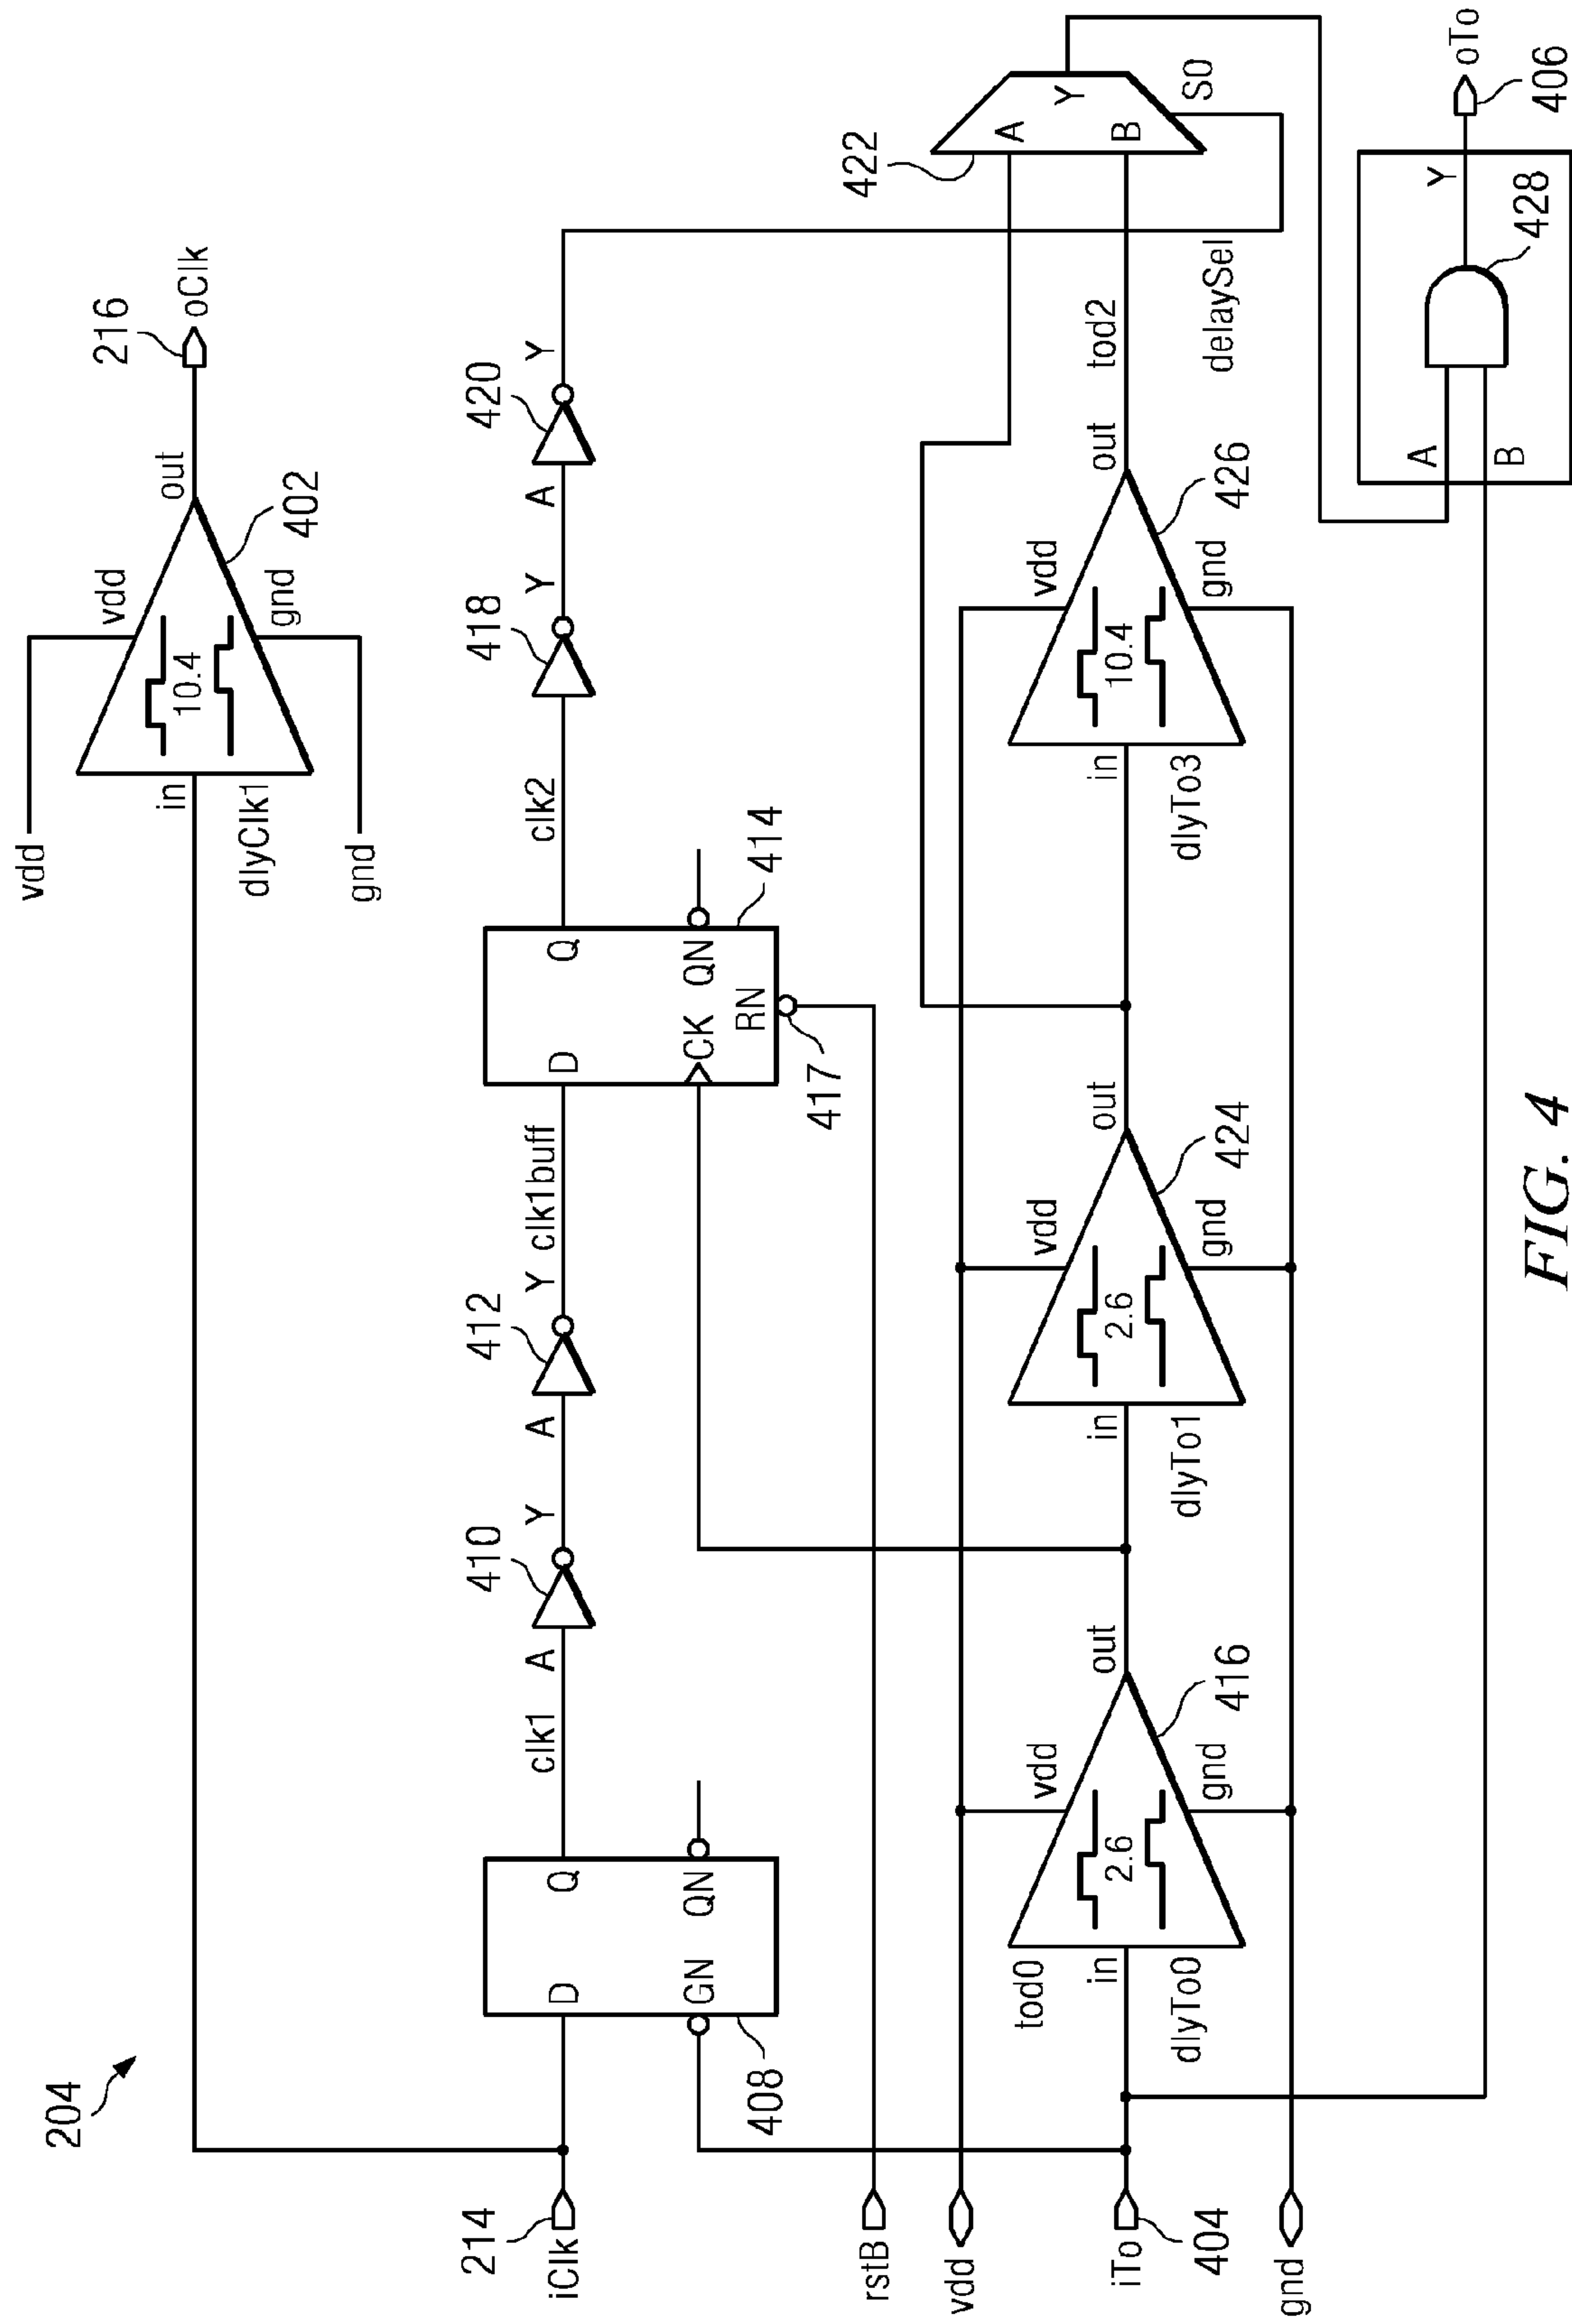 204
vdd
vdd
216
oClk
in
10.4
out
402
dlyClk1
gnd
gnd
214
iClk
D
Q
GN
QN
408
clk1
A
410
Y
A
412
Y
clk1buff
D
Q
CK
QN
RN
414
417
clk2
418
Y
A
420
Y
rstB
vdd
iTo
404
gnd
tod0
in
dlyTo0
vdd
2.6
gnd
416
out
in
dlyTo1
vdd
2.6
gnd
424
out
in
dlyTo3
vdd
10.4
gnd
426
out
tod2
delaySel
422
A
B
Y
S0
A
B
Y
428
oTo
406
FIG. 4